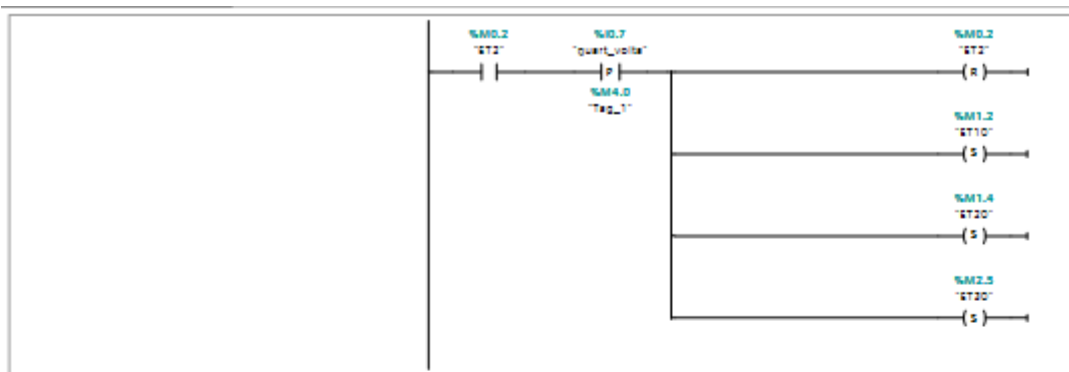 %M0.2
"ET2"
%I0.7
"quart_volta"
P
%M4.0
"Tag_1"
%M0.2
"ET2"
R
%M1.2
"ET10"
S
%M1.4
"ET20"
S
%M2.5
"ET30"
S